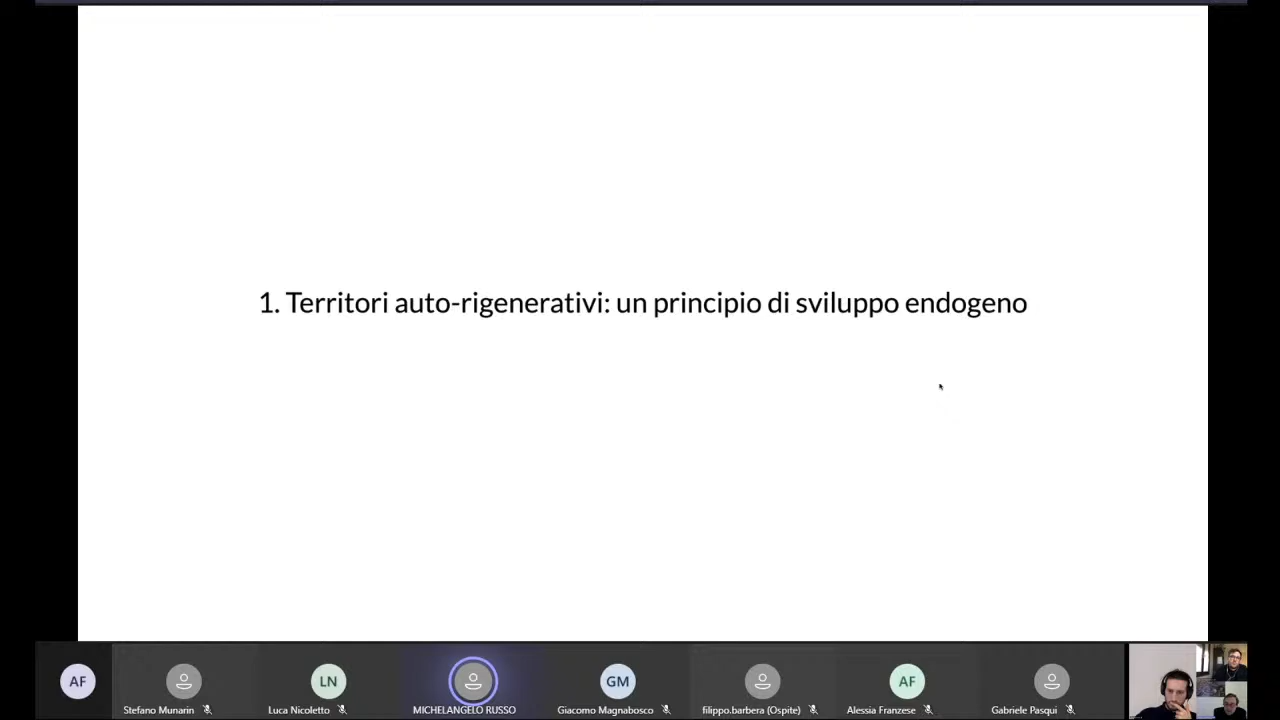 1. Territori auto-rigenerativi: un principio di sviluppo endogeno
AF
LN
GM
AF
Stefano Munarin
Luca Nicoletto
MICHELANGELO RUSSO
Giacomo Magnabosco
filippo.barbera (Ospite)
Alessia Franzese
Gabriele Pasqui